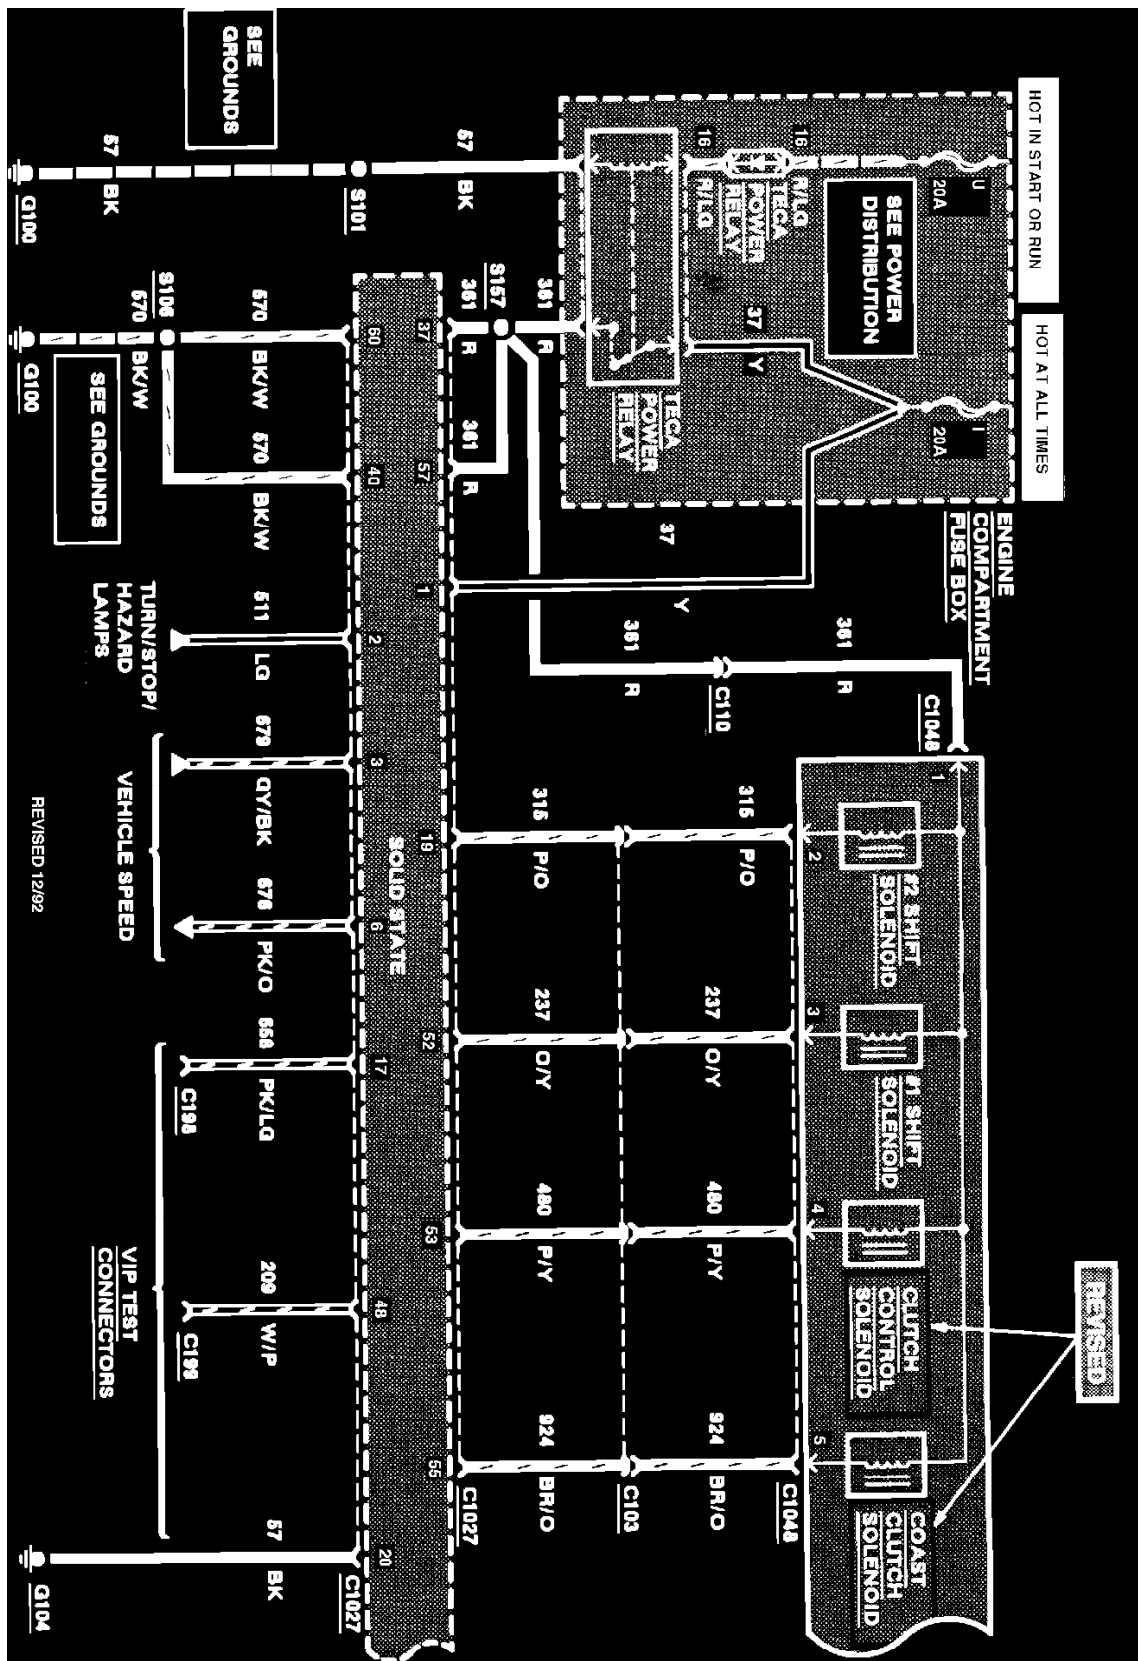 HOT IN START OR RUN
HOT AT ALL TIMES
U
20A
I
20A
SEE POWER
DISTRIBUTION
ENGINE
COMPARTMENT
FUSE BOX
16
R/LG
TECA
POWER
RELAY
16
R/LG
37
Y
TECA
POWER
RELAY
37
Y
57
BK
S101
57
BK
G100
SEE
GROUNDS
361
R
S157
361
R
361
R
361
R
C110
361
R
C1048
REVISED
1
#2 SHIFT
SOLENOID
#1 SHIFT
SOLENOID
CLUTCH
CONTROL
SOLENOID
COAST
CLUTCH
SOLENOID
2
3
4
5
315
P/O
237
O/Y
480
P/Y
924
BR/O
C1048
C103
315
P/O
237
O/Y
480
P/Y
924
BR/O
C1027
37
57
1
19
52
53
55
SOLID STATE
60
40
2
3
6
17
48
20
570
BK/W
570
BK/W
511
LG
679
GY/BK
676
PK/O
656
PK/LG
209
W/P
57
BK
C1027
S106
570
BK/W
G100
SEE GROUNDS
TURN/STOP/
HAZARD
LAMPS
VEHICLE SPEED
C198
C199
VIP TEST
CONNECTORS
G104
REVISED 12/92